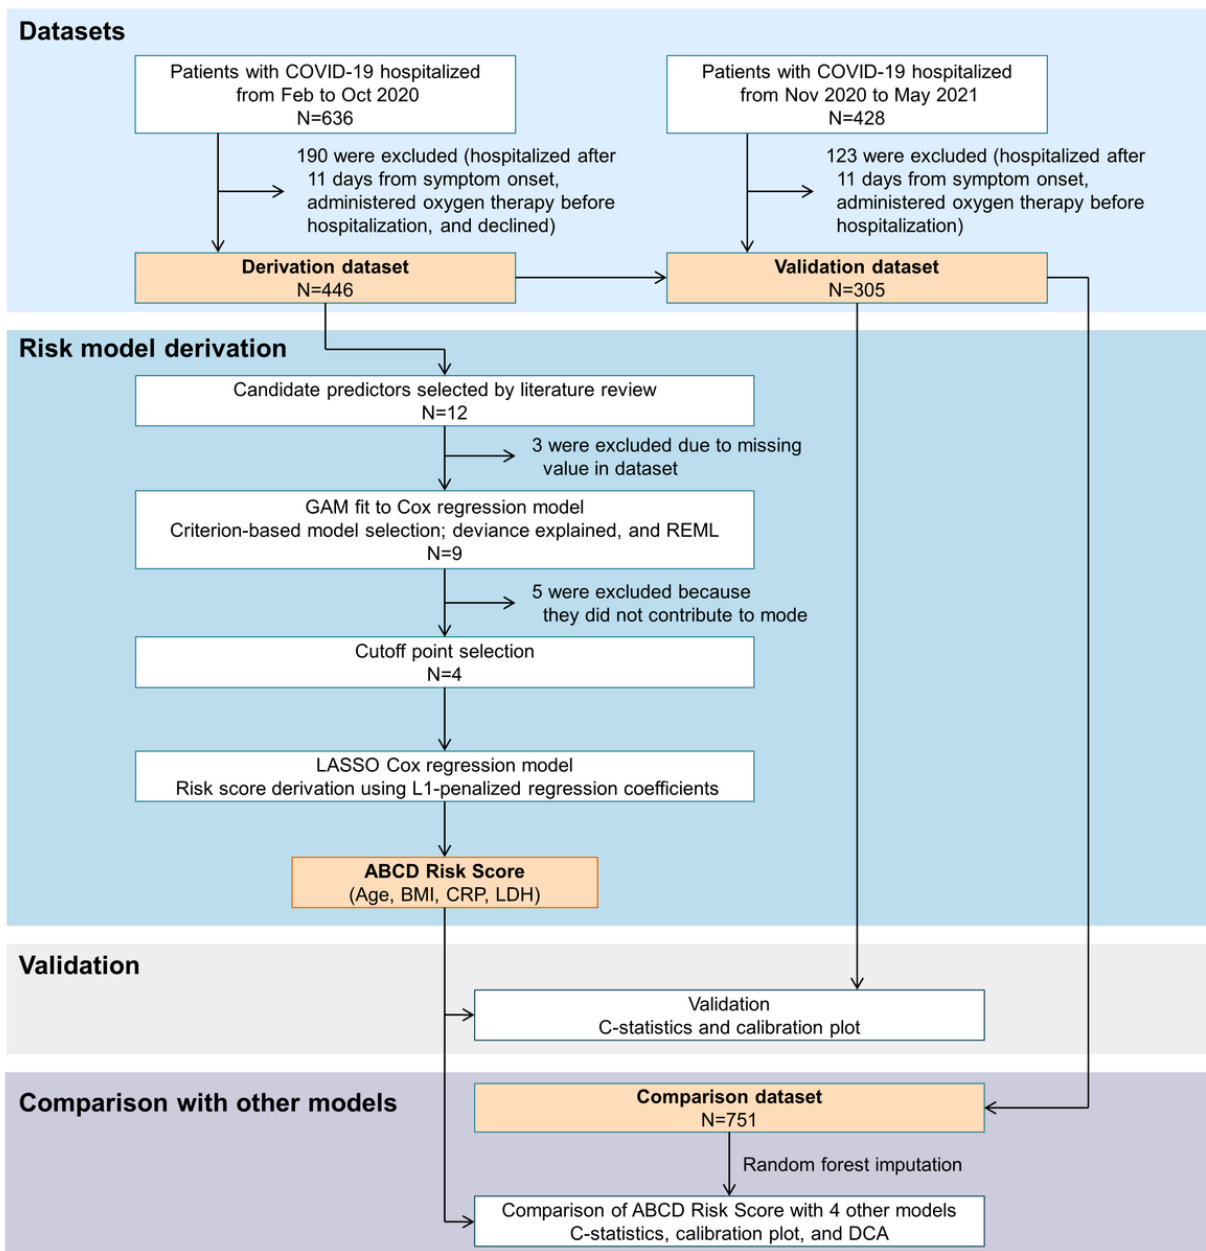 Datasets
Patients with COVID-19 hospitalized
from Feb to Oct 2020
N=636
Patients with COVID-19 hospitalized
from Nov 2020 to May 2021
N=428
190 were excluded (hospitalized after
11 days from symptom onset,
administered oxygen therapy before
hospitalization, and declined)
123 were excluded (hospitalized after
11 days from symptom onset,
administered oxygen therapy before
hospitalization)
Derivation dataset
N=446
Validation dataset
N=305
Risk model derivation
Candidate predictors selected by literature review
N=12
3 were excluded due to missing
value in dataset
GAM fit to Cox regression model
Criterion-based model selection; deviance explained, and REML
N=9
5 were excluded because
they did not contribute to mode
Cutoff point selection
N=4
LASSO Cox regression model
Risk score derivation using L1-penalized regression coefficients
ABCD Risk Score
(Age, BMI, CRP, LDH)
Validation
Validation
C-statistics and calibration plot
Comparison with other models
Comparison dataset
N=751
Random forest imputation
Comparison of ABCD Risk Score with 4 other models
C-statistics, calibration plot, and DCA